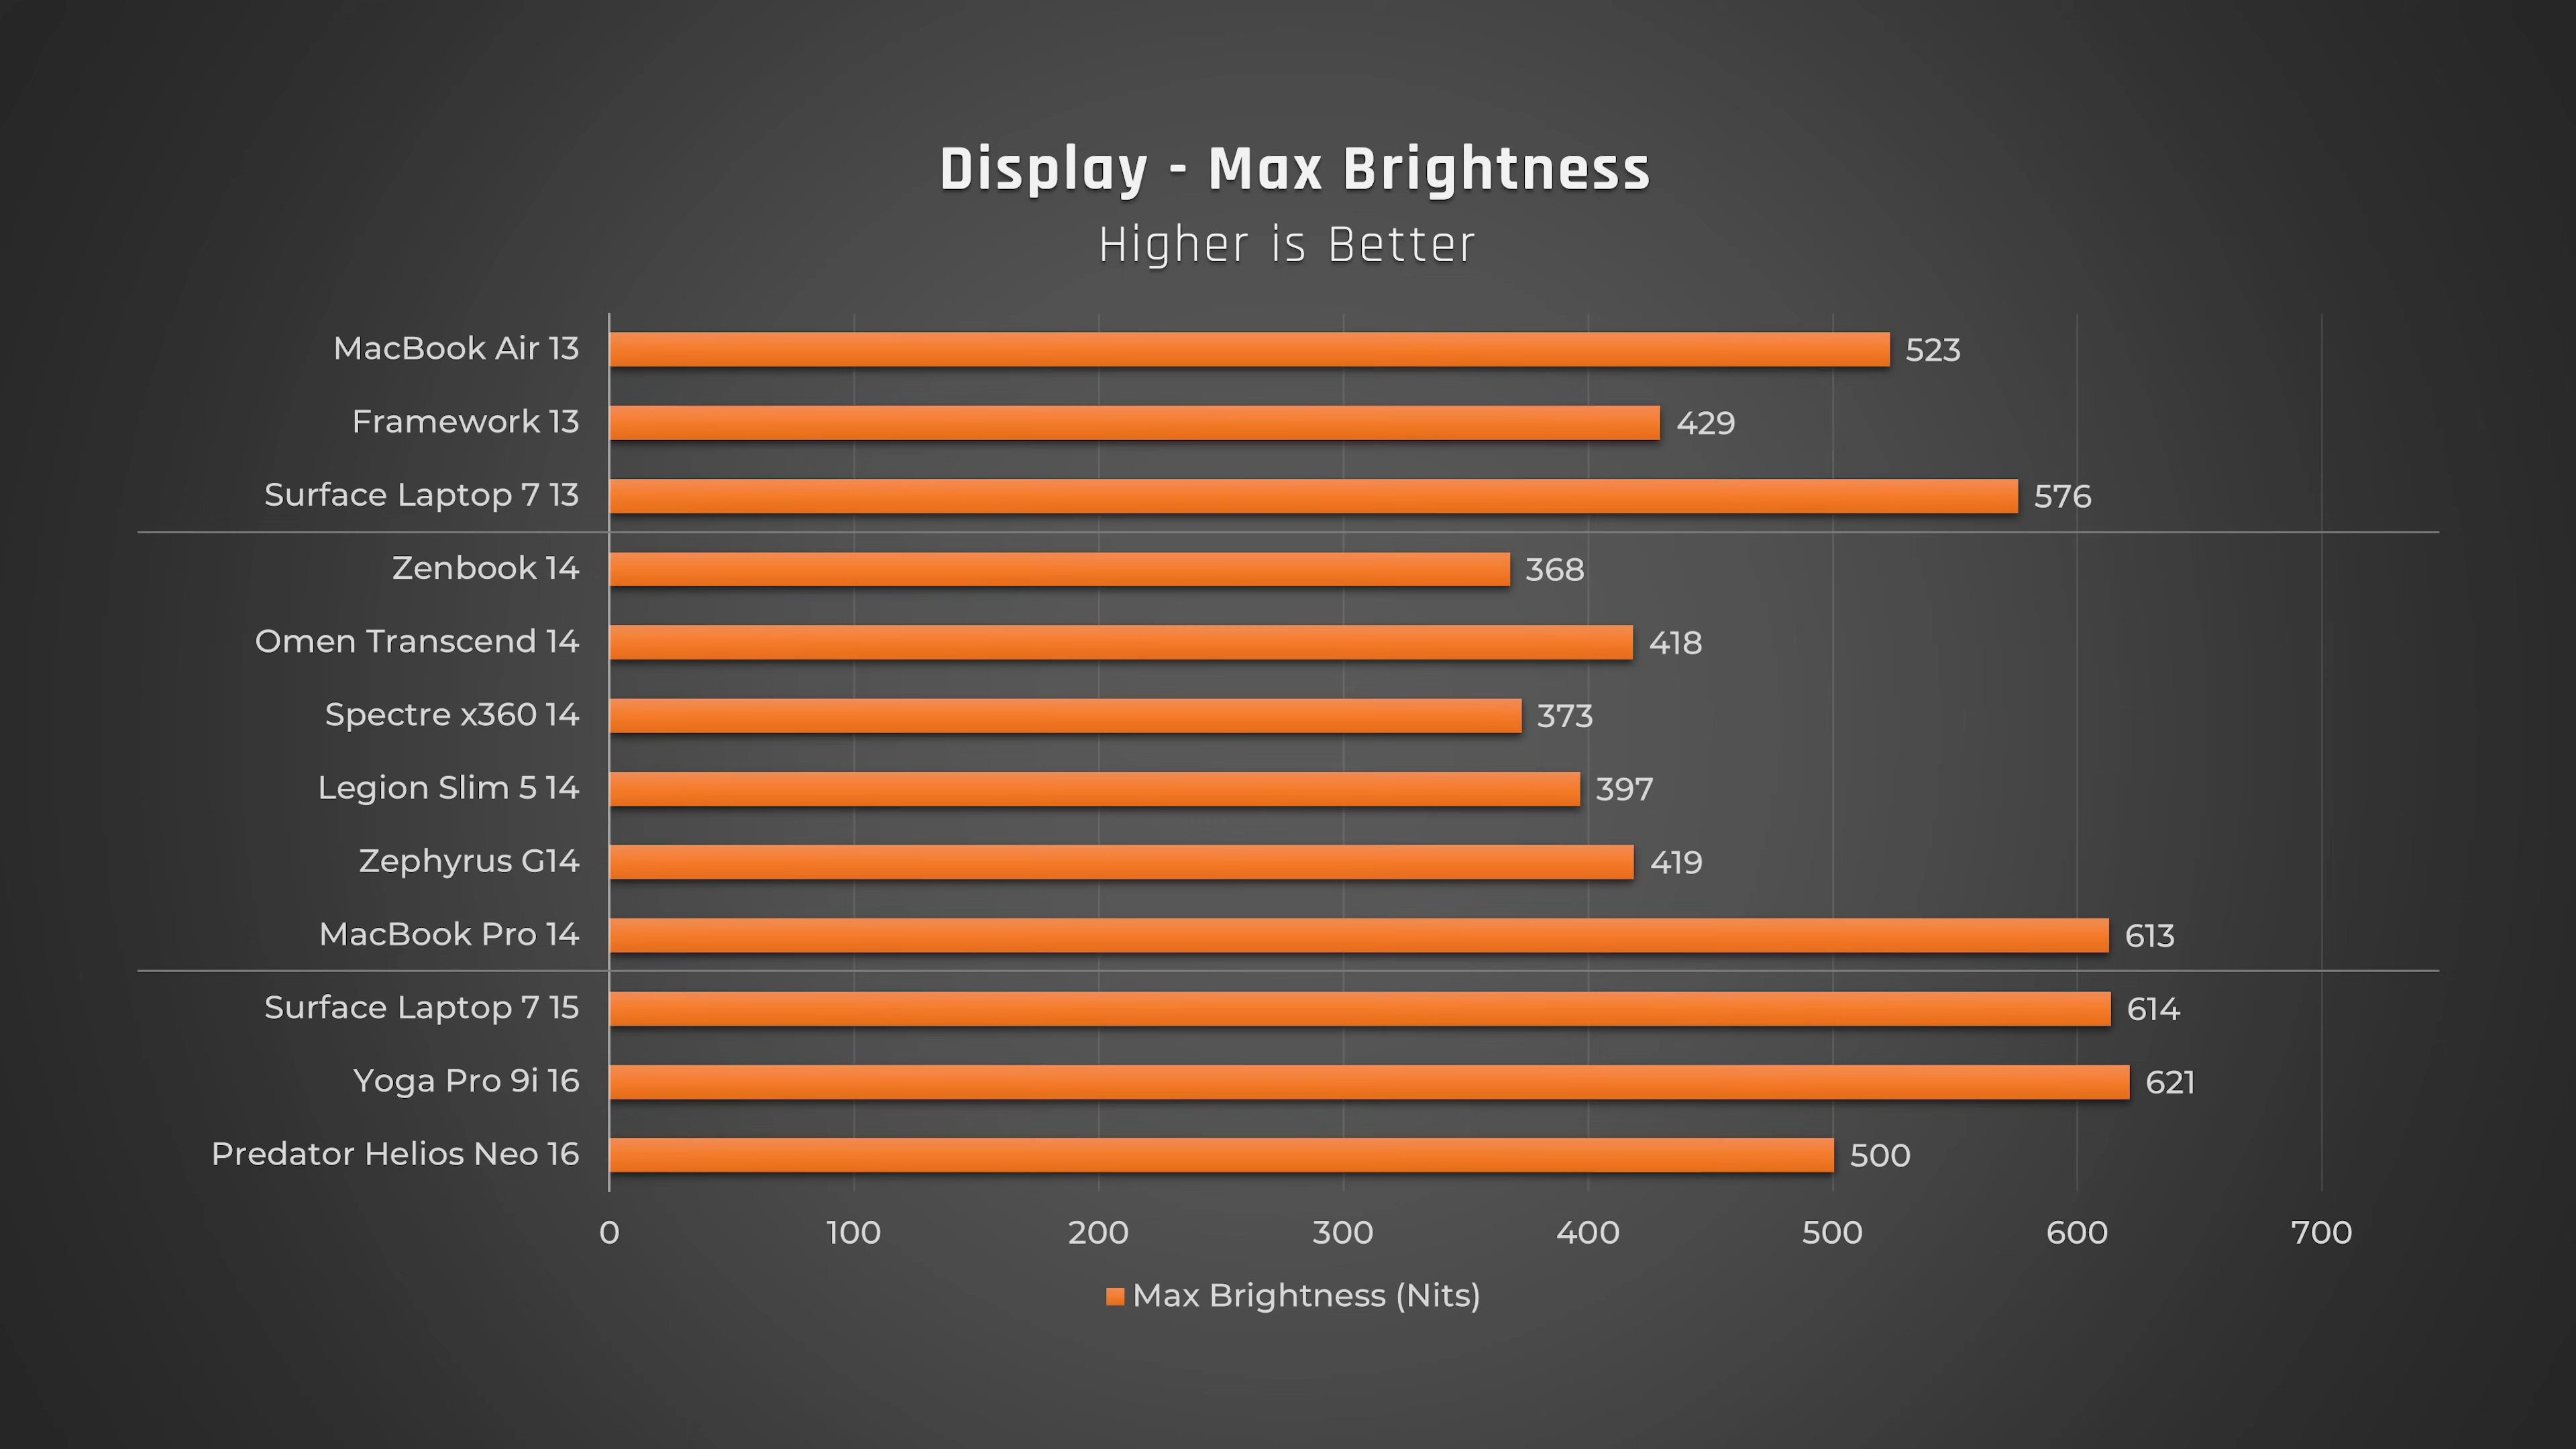 Display - Max Brightness
Higher is Better
MacBook Air 13 523
Framework 13 429
Surface Laptop 7 13 576
Zenbook 14 368
Omen Transcend 14 418
Spectre x360 14 373
Legion Slim 5 14 397
Zephyrus G14 419
MacBook Pro 14 613
Surface Laptop 7 15 614
Yoga Pro 9i 16 621
Predator Helios Neo 16 500
0 100 200 300 400 500 600 700
Max Brightness (Nits)